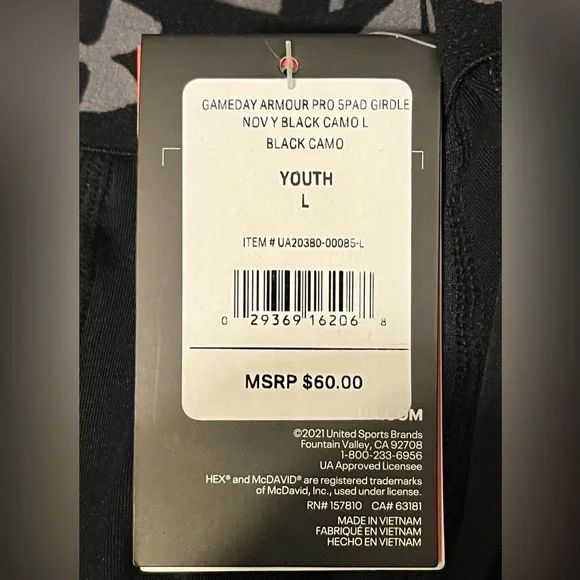 GAMEDAY ARMOUR PRO 5PAD GIRDLE
NOV Y BLACK CAMO L
BLACK CAMO
YOUTH
L
ITEM # UA20380-00085-L
0 29369 16206 8
MSRP $60.00
UA.COM
©2021 United Sports Brands
Fountain Valley, CA 92708
1-800-233-6956
UA Approved Licensee
HEX® and McDAVID® are registered trademarks
of McDavid, Inc., used under license.
RN# 157810 CA# 63181
MADE IN VIETNAM
FABRIQUÉ EN VIETNAM
HECHO EN VIETNAM